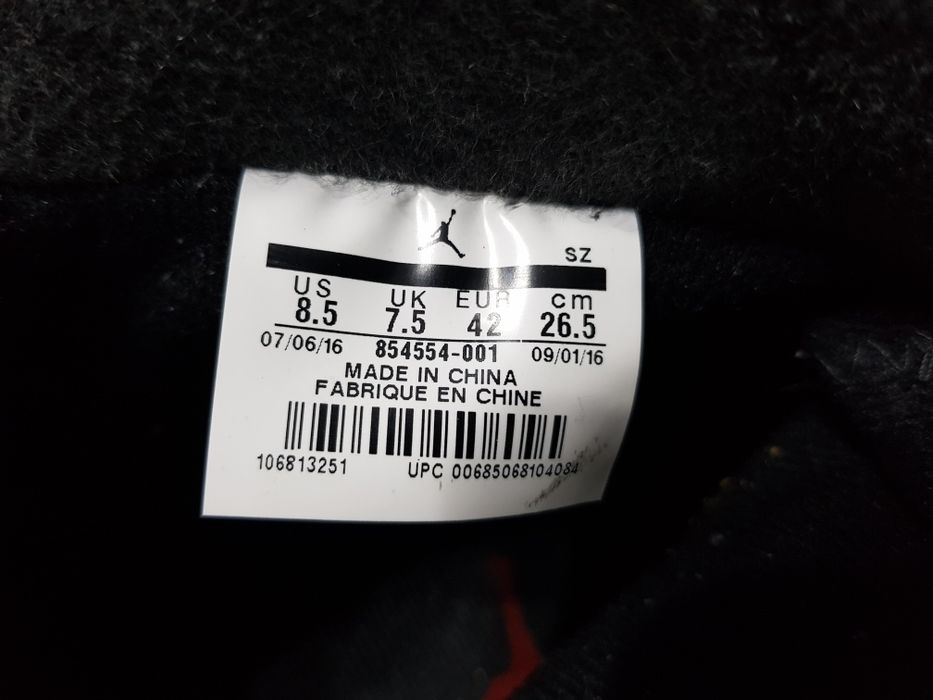 SZ
US UK EUR cm
8.5 7.5 42 26.5
07/06/16 854554-001 09/01/16
MADE IN CHINA
FABRIQUE EN CHINE
106813251 UPC 00685068104084